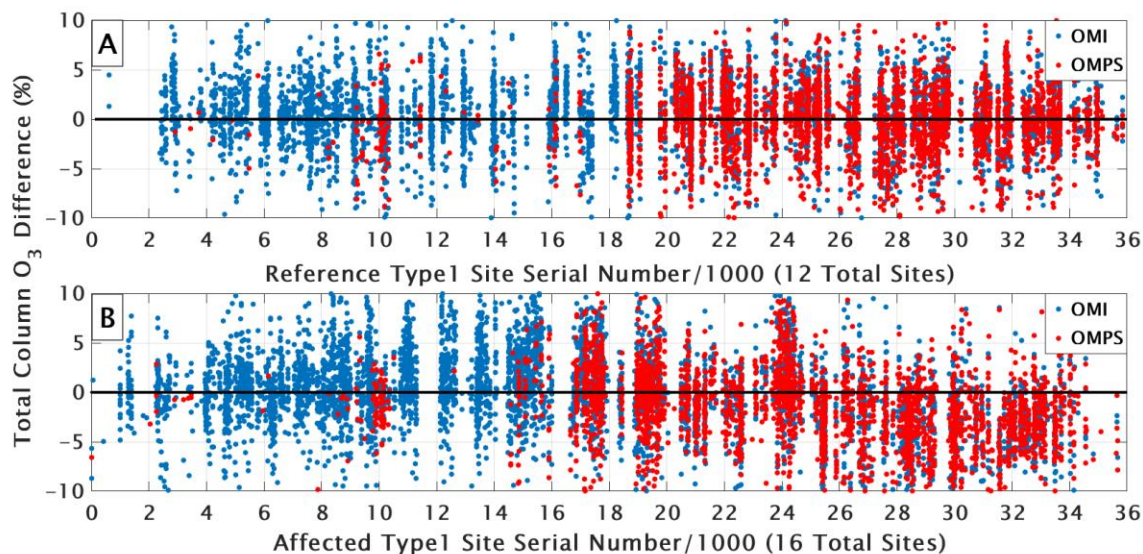 Total Column O3 Difference (%)
A
10
5
0
-5
-10
OMI
OMPS
0 2 4 6 8 10 12 14 16 18 20 22 24 26 28 30 32 34 36
Reference Type1 Site Serial Number/1000 (12 Total Sites)
B
10
5
0
-5
-10
OMI
OMPS
0 2 4 6 8 10 12 14 16 18 20 22 24 26 28 30 32 34 36
Affected Type1 Site Serial Number/1000 (16 Total Sites)